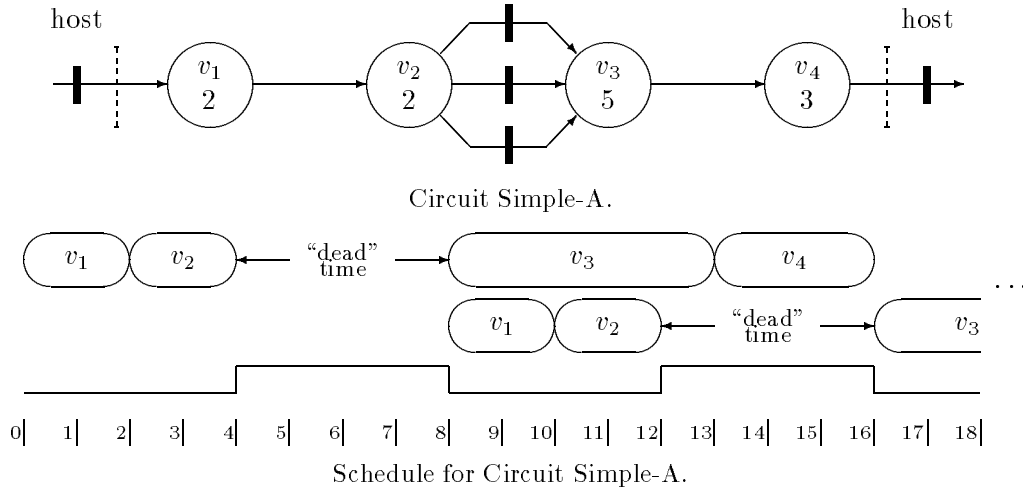 host host
v1 v2 v3 v4
2 2 5 3
Circuit Simple-A.
v1 v2 “dead” v3 v4
time
...
v1 v2 “dead” v3
time
0 1 2 3 4 5 6 7 8 9 10 11 12 13 14 15 16 17 18
Schedule for Circuit Simple-A.